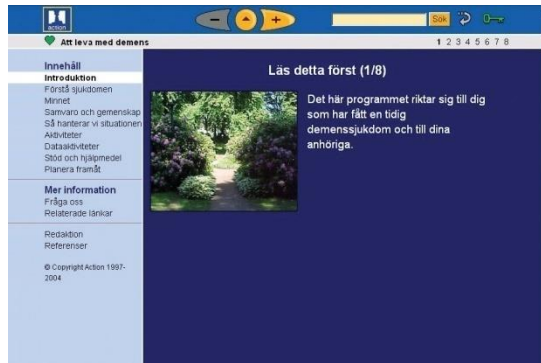 action
Sök
Att leva med demens
1 2 3 4 5 6 7 8
Innehåll
Introduktion
Förstå sjukdomen
Minnet
Samvaro och gemenskap
Så hanterar vi situationen
Aktiviteter
Dataaktiviteter
Stöd och hjälpmedel
Planera framåt
Mer information
Fråga oss
Relaterade länkar
Redaktion
Referenser
© Copyright Action 1997-
2004
Läs detta först (1/8)
Det här programmet riktar sig till dig
som har fått en tidig
demenssjukdom och till dina
anhöriga.